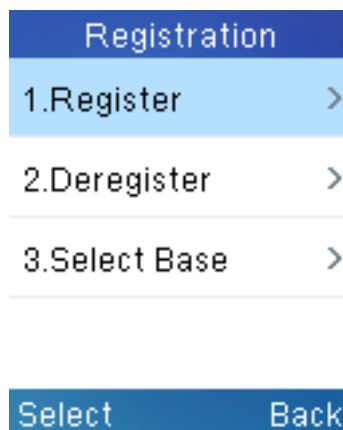 Registration
1.Register
2.Deregister
3.Select Base
Select Back